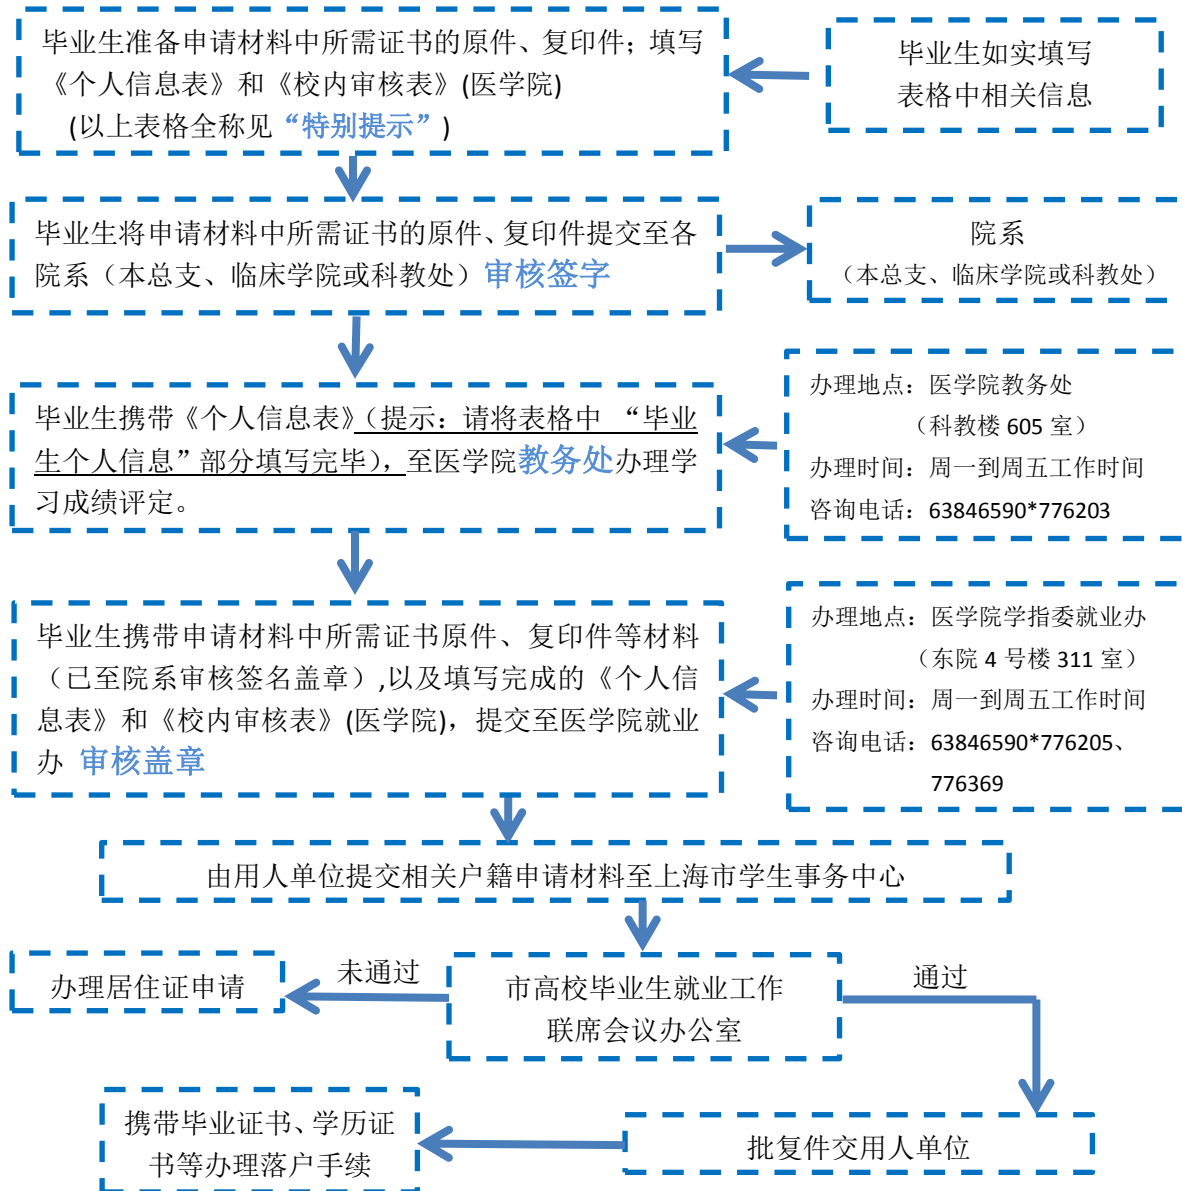 毕业生准备申请材料中所需证书的原件、复印件；填写
《个人信息表》和《校内审核表》(医学院)
(以上表格全称见“特别提示”)
毕业生如实填写
表格中相关信息
毕业生将申请材料中所需证书的原件、复印件提交至各
院系（本总支、临床学院或科教处）审核签字
院系
（本总支、临床学院或科教处）
毕业生携带《个人信息表》（提示：请将表格中 “毕业
生个人信息”部分填写完毕），至医学院教务处办理学
习成绩评定。
办理地点：医学院教务处
（科教楼 605 室）
办理时间：周一到周五工作时间
咨询电话：63846590*776203
毕业生携带申请材料中所需证书原件、复印件等材料
（已至院系审核签名盖章）,以及填写完成的《个人信
息表》和《校内审核表》(医学院)，提交至医学院就业
办 审核盖章
办理地点：医学院学指委就业办
（东院 4 号楼 311 室）
办理时间：周一到周五工作时间
咨询电话：63846590*776205、
776369
由用人单位提交相关户籍申请材料至上海市学生事务中心
办理居住证申请
未通过
市高校毕业生就业工作
联席会议办公室
通过
携带毕业证书、学历证
书等办理落户手续
批复件交用人单位